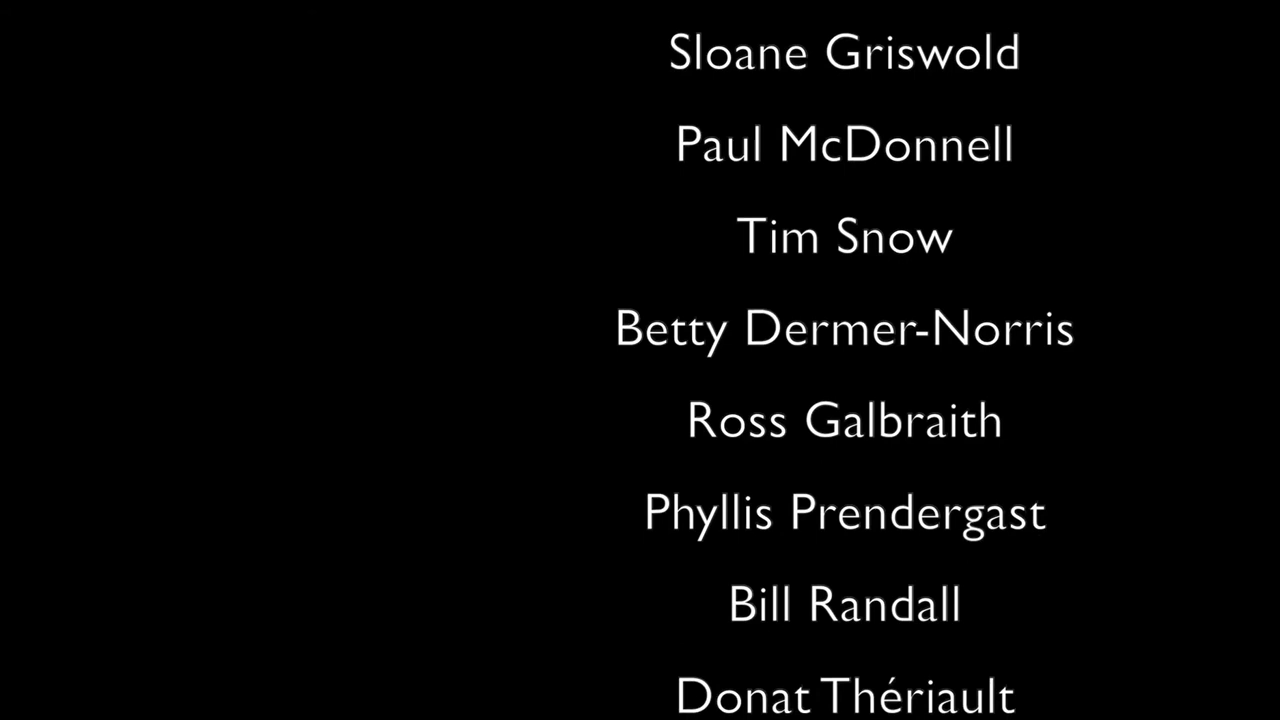 Sloane Griswold
Paul McDonnell
Tim Snow
Betty Dermer-Norris
Ross Galbraith
Phyllis Prendergast
Bill Randall
Donat Thériault